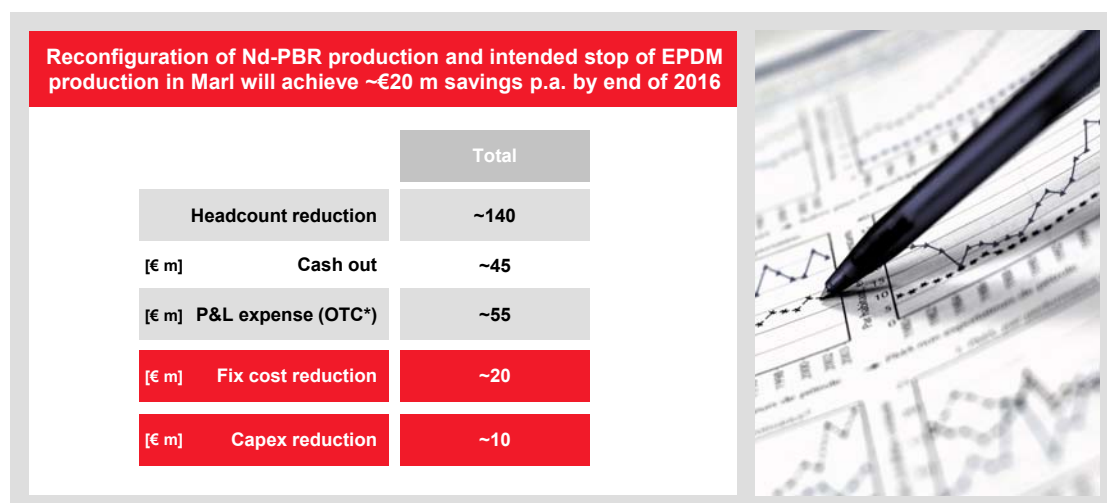 Reconfiguration of Nd-PBR production and intended stop of EPDM
production in Marl will achieve ~€20 m savings p.a. by end of 2016
Total
Headcount reduction ~140
[€ m] Cash out ~45
[€ m] P&L expense (OTC*) ~55
[€ m] Fix cost reduction ~20
[€ m] Capex reduction ~10